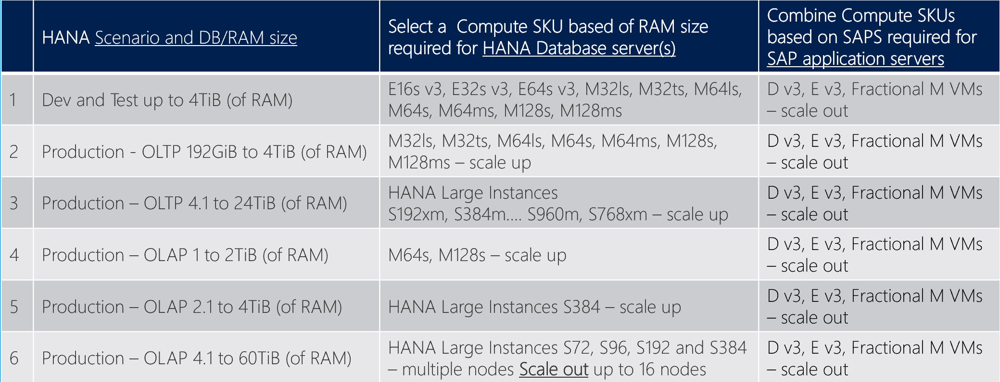 HANA Scenario and DB/RAM size
Select a  Compute SKU based of RAM size
required for HANA Database server(s)
Combine Compute SKUs
based on SAPS required for
SAP application servers
1
Dev and Test up to 4TiB (of RAM)
E16s v3, E32s v3, E64s v3, M32ls, M32ts, M64ls,
M64s, M64ms, M128s, M128ms
D v3, E v3, Fractional M VMs
– scale out
2
Production - OLTP 192GiB to 4TiB (of RAM)
M32ls, M32ts, M64ls, M64s, M64ms, M128s,
M128ms – scale up
D v3, E v3, Fractional M VMs
– scale out
3
Production – OLTP 4.1 to 24TiB (of RAM)
HANA Large Instances
S192xm, S384m…. S960m, S768xm – scale up
D v3, E v3, Fractional M VMs
– scale out
4
Production – OLAP 1 to 2TiB (of RAM)
M64s, M128s – scale up
D v3, E v3, Fractional M VMs
– scale out
5
Production – OLAP 2.1 to 4TiB (of RAM)
HANA Large Instances S384 – scale up
D v3, E v3, Fractional M VMs
– scale out
6
Production – OLAP 4.1 to 60TiB (of RAM)
HANA Large Instances S72, S96, S192 and S384
– multiple nodes Scale out up to 16 nodes
D v3, E v3, Fractional M VMs
– scale out